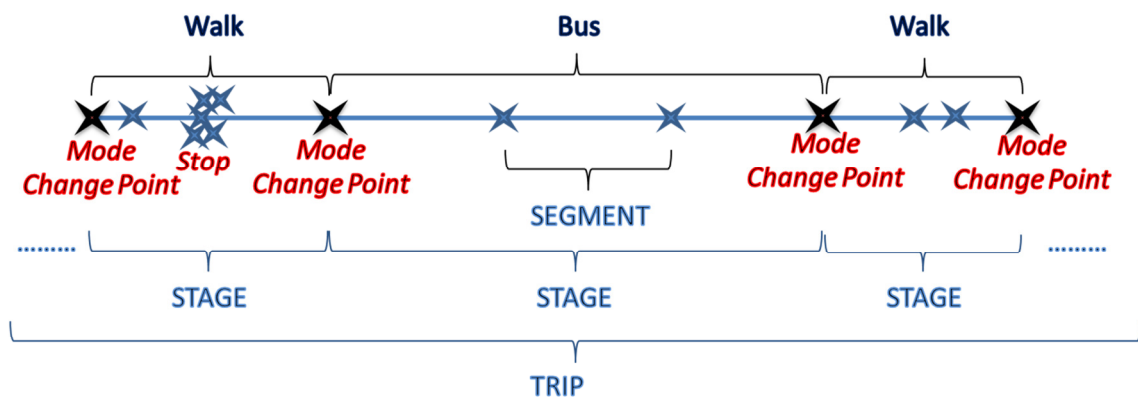 Walk Bus Walk
Mode Change Point
Stop
Mode Change Point
Mode Change Point
Mode Change Point
SEGMENT
......... .........
STAGE STAGE STAGE
TRIP